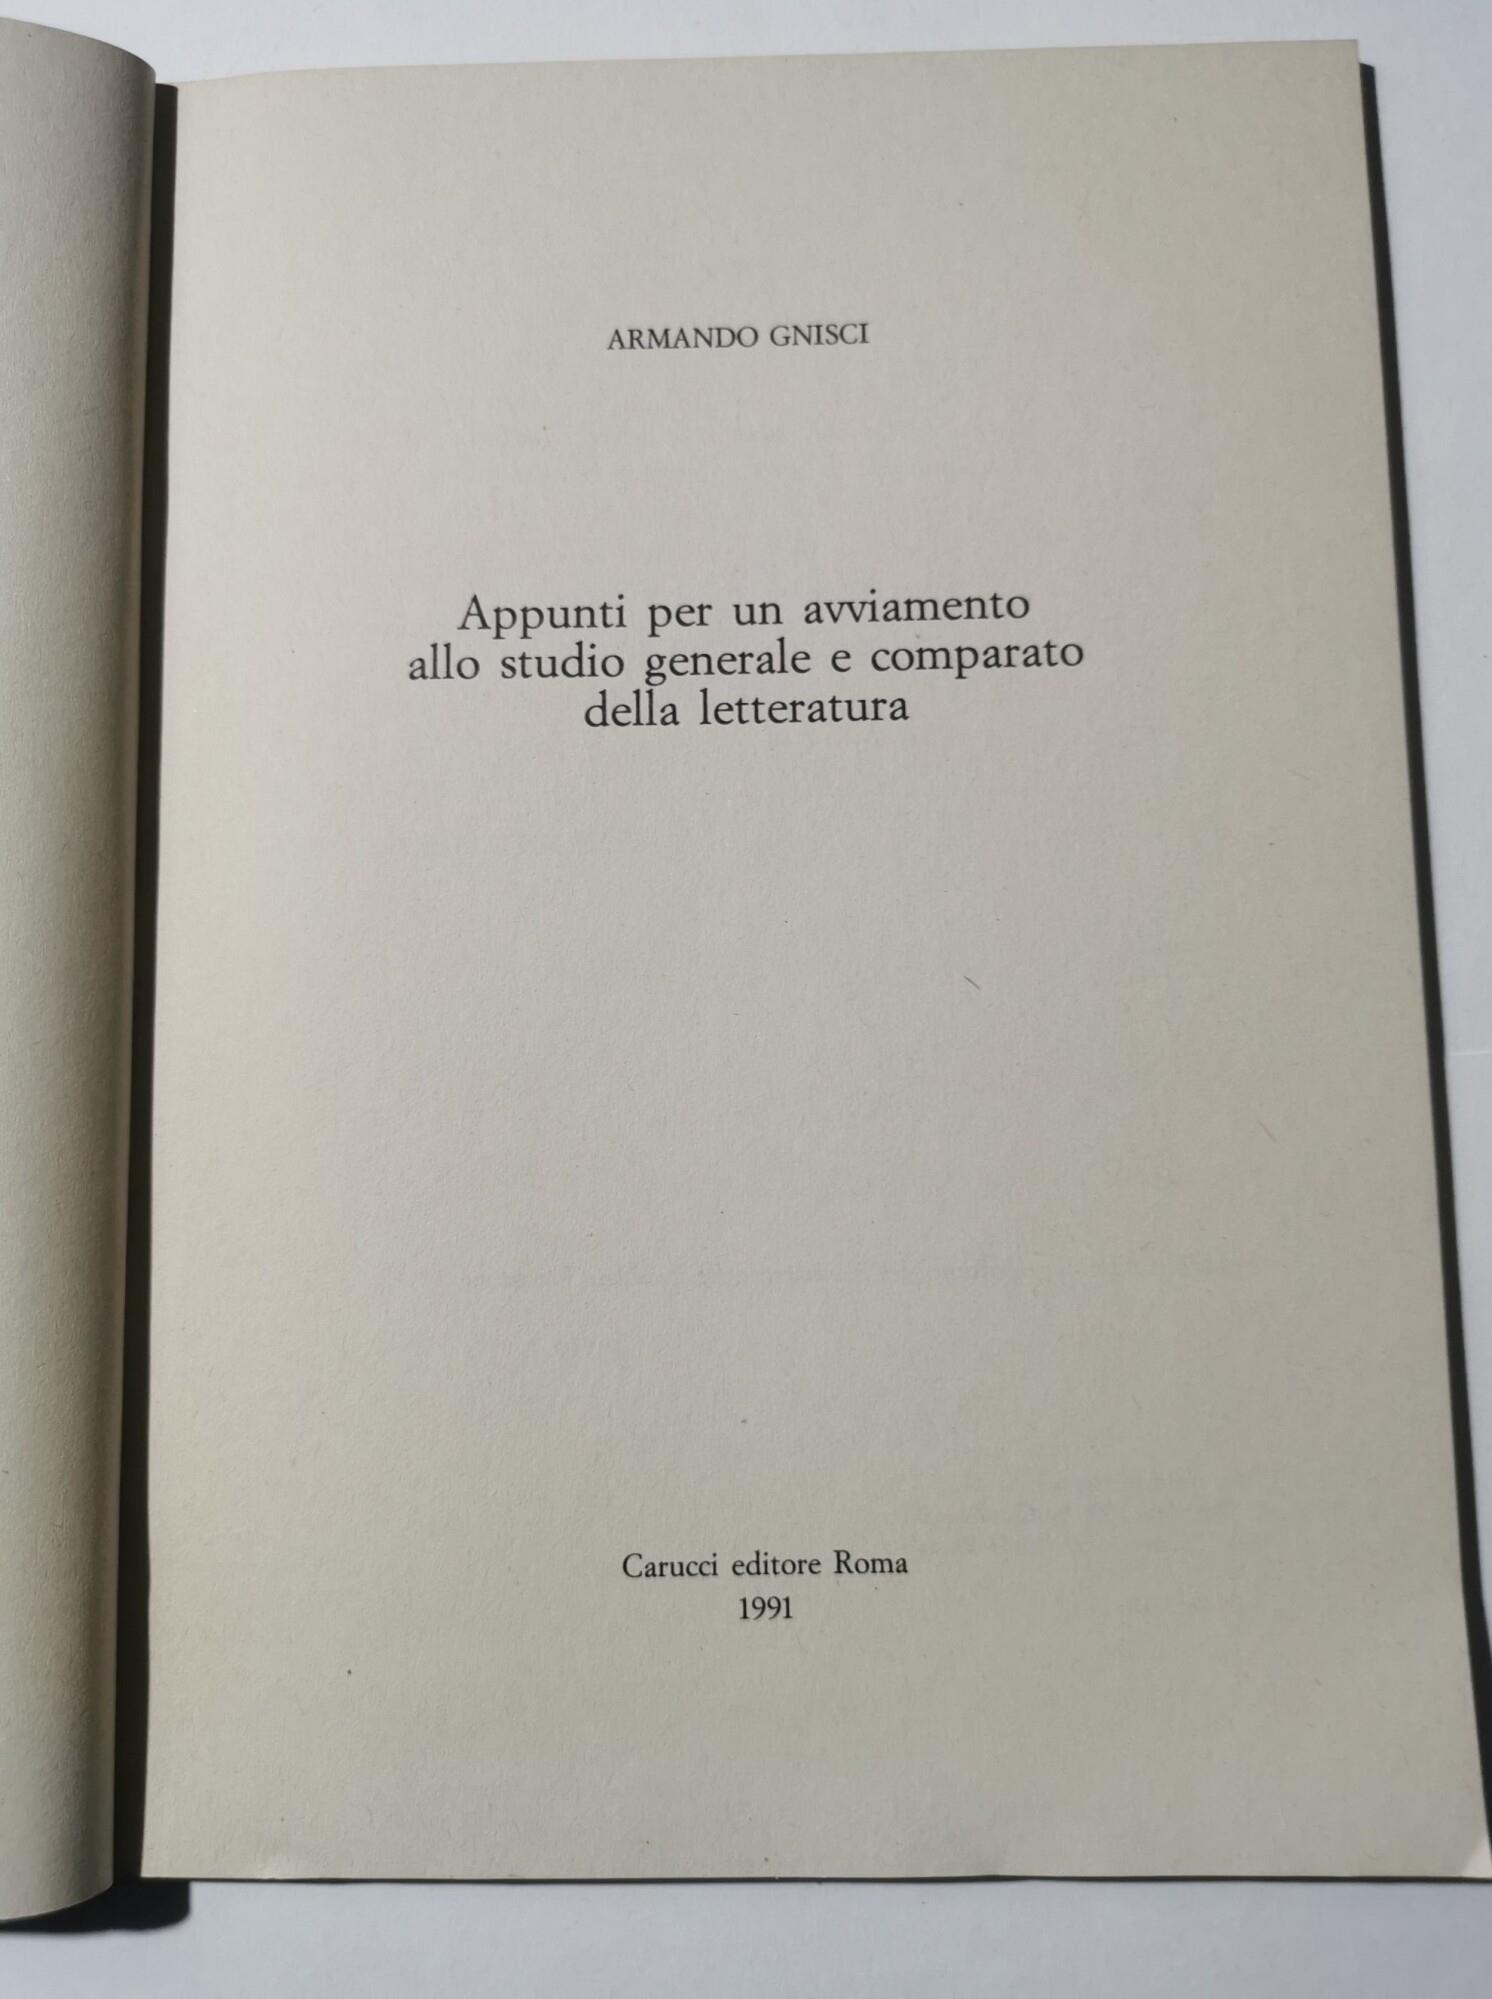 ARMANDO GNISCI
Appunti per un avviamento
allo studio generale e comparato
della letteratura
Carucci editore Roma
1991